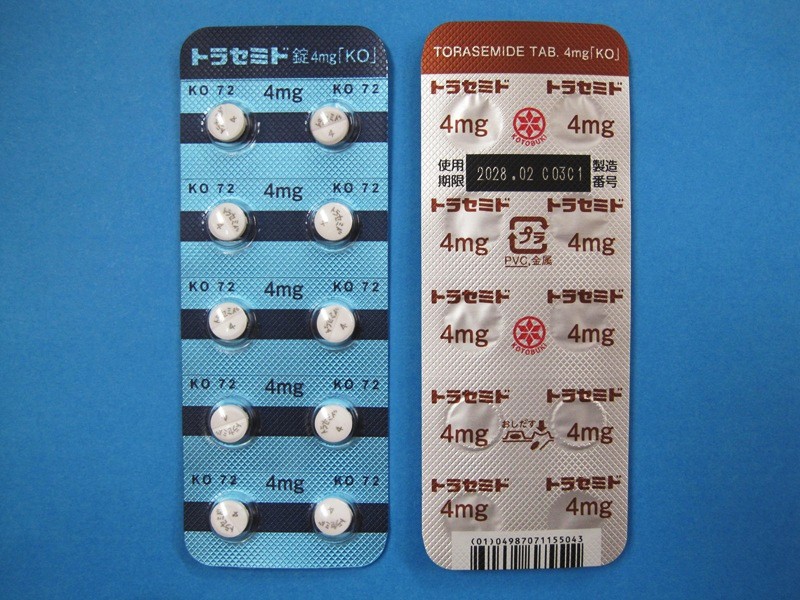 トラセミド錠4mg「KO」
KO 72 4mg KO 72
KO 72 4mg KO 72
KO 72 4mg KO 72
KO 72 4mg KO 72
KO 72 4mg KO 72
TORASEMIDE TAB. 4mg「KO」
トラセミド トラセミド
4mg KOTOBUKI 4mg
使用期限 2028.02 C03C1 製造番号
トラセミド トラセミド
4mg プラ 4mg
PVC,金属
トラセミド トラセミド
4mg KOTOBUKI 4mg
トラセミド トラセミド
4mg おしだす 4mg
トラセミド トラセミド
4mg 4mg
(01)04987071155043